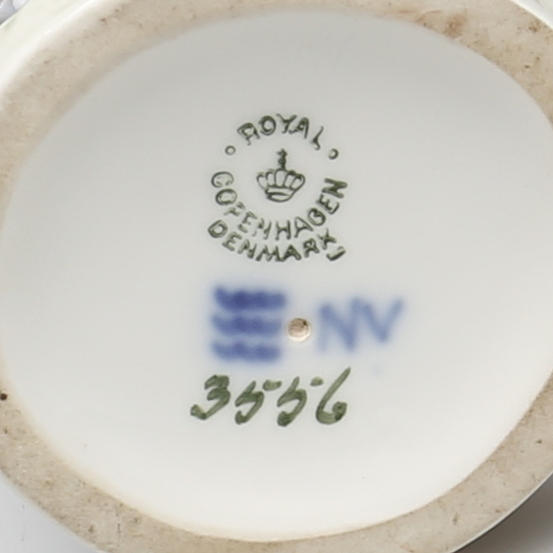 ROYAL
COPENHAGEN
DENMARK
NV
3556